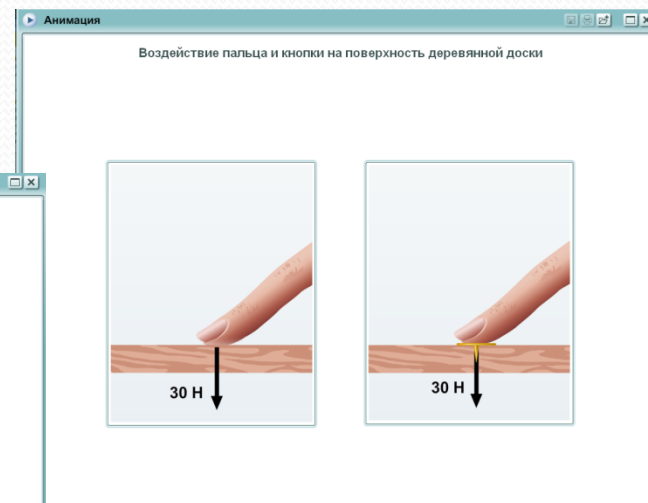 Анимация
Воздействие пальца и кнопки на поверхность деревянной доски
30 Н
30 Н